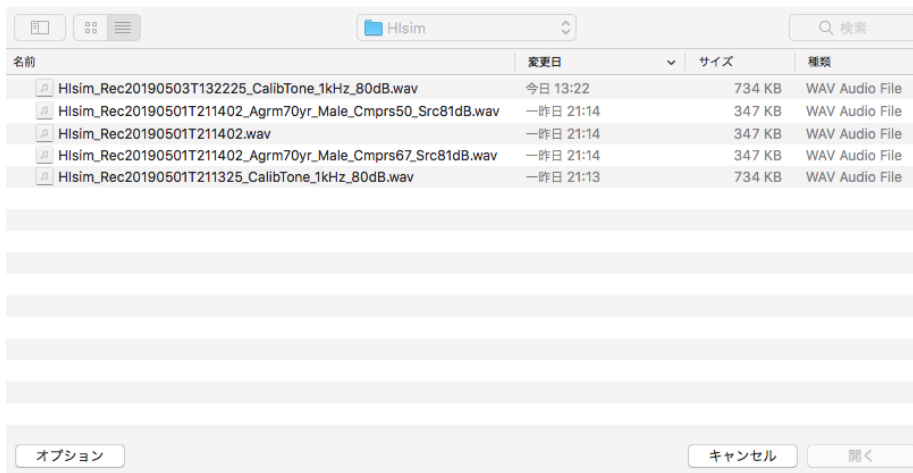 HIsim
検索
名前 変更日 サイズ 種類
HIsim_Rec20190503T132225_CalibTone_1kHz_80dB.wav 今日 13:22 734 KB WAV Audio File
HIsim_Rec20190501T211402_Agrm70yr_Male_Cmprs50_Src81dB.wav 一昨日 21:14 347 KB WAV Audio File
HIsim_Rec20190501T211402.wav 一昨日 21:14 347 KB WAV Audio File
HIsim_Rec20190501T211402_Agrm70yr_Male_Cmprs67_Src81dB.wav 一昨日 21:14 347 KB WAV Audio File
HIsim_Rec20190501T211325_CalibTone_1kHz_80dB.wav 一昨日 21:13 734 KB WAV Audio File
オプション キャンセル 開く